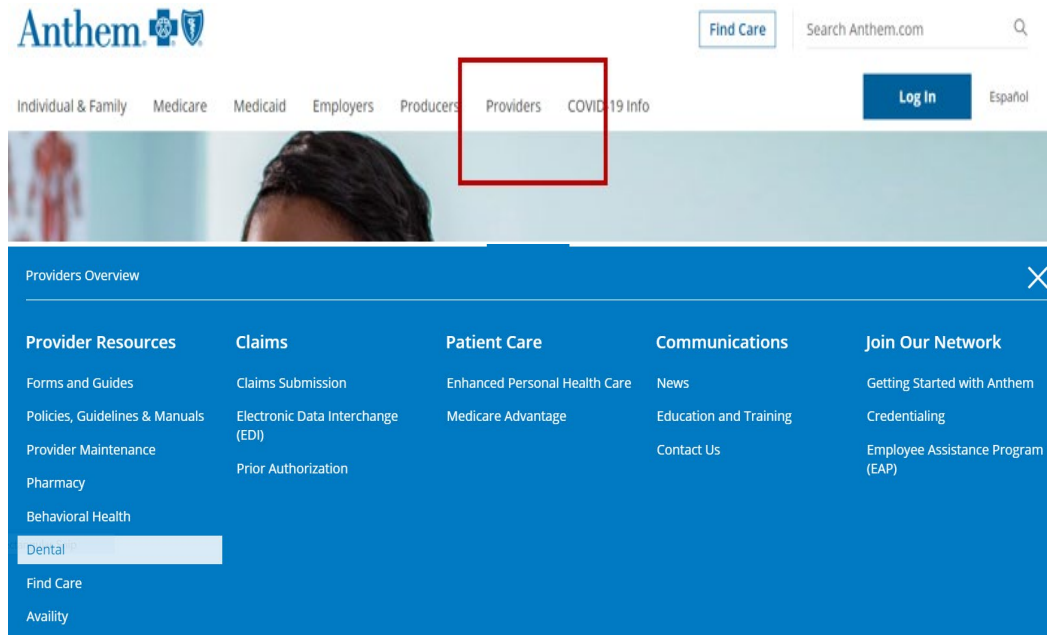 Anthem
Find Care
Search Anthem.com
Individual & Family Medicare Medicaid Employers Producers Providers COVID-19 Info
Log In
Español
Providers Overview
Provider Resources
Forms and Guides
Policies, Guidelines & Manuals
Provider Maintenance
Pharmacy
Behavioral Health
Dental
Find Care
Availity
Claims
Claims Submission
Electronic Data Interchange
(EDI)
Prior Authorization
Patient Care
Enhanced Personal Health Care
Medicare Advantage
Communications
News
Education and Training
Contact Us
Join Our Network
Getting Started with Anthem
Credentialing
Employee Assistance Program
(EAP)